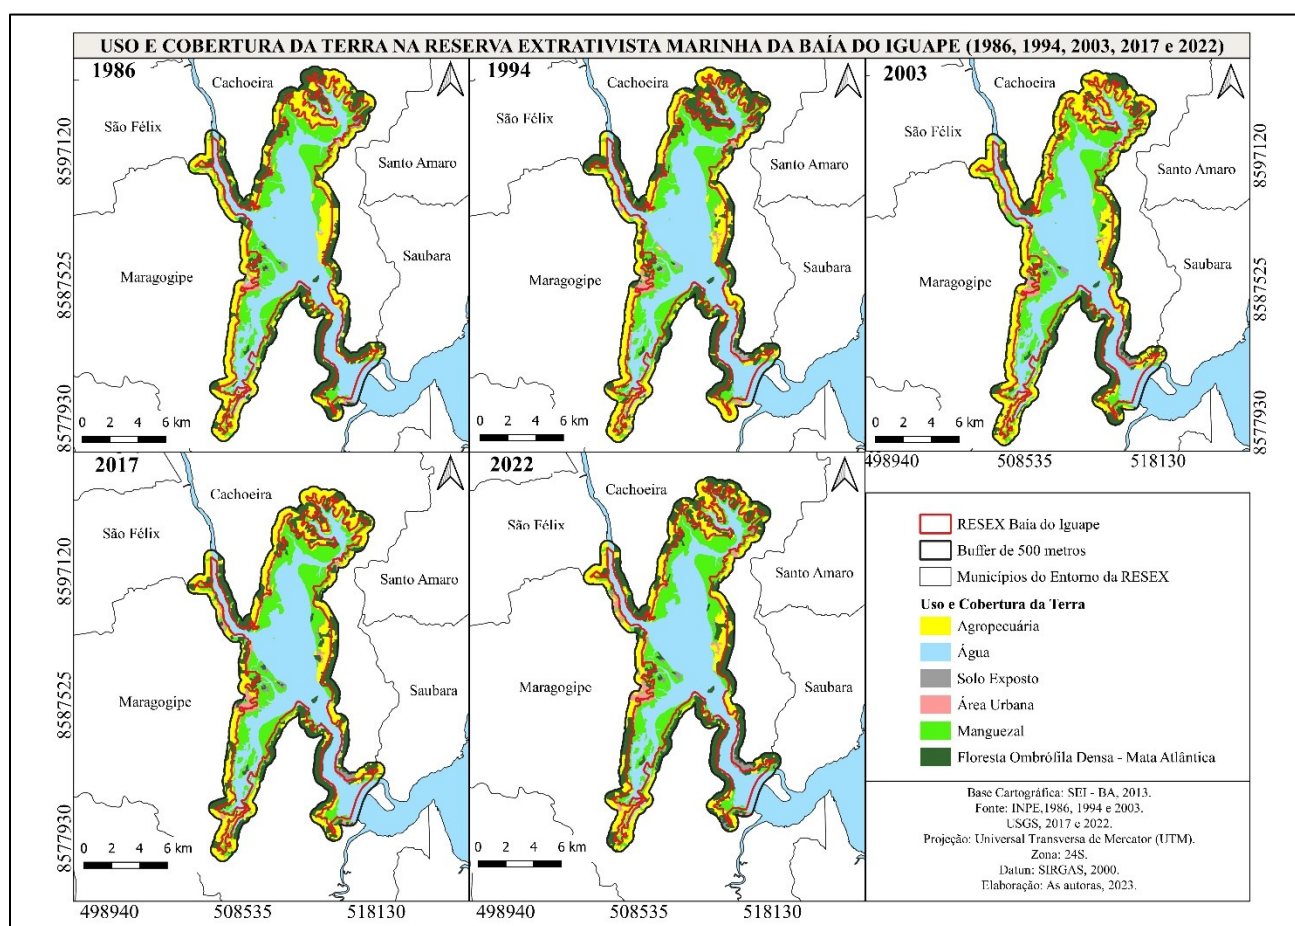 USO E COBERTURA DA TERRA NA RESERVA EXTRATIVISTA MARINHA DA BAÍA DO IGUAPE (1986, 1994, 2003, 2017 e 2022)
1986
Cachoeira
São Félix
Santo Amaro
Maragogipe
Saubara
8597120
8587525
8577930
0 2 4 6 km
1994
Cachoeira
São Félix
Santo Amaro
Maragogipe
Saubara
0 2 4 6 km
2003
Cachoeira
São Félix
Santo Amaro
Maragogipe
Saubara
8597120
8587525
8577930
0 2 4 6 km
498940 508535 518130
2017
Cachoeira
São Félix
Santo Amaro
Maragogipe
Saubara
8597120
8587525
8577930
0 2 4 6 km
498940 508535 518130
2022
Cachoeira
São Félix
Santo Amaro
Maragogipe
Saubara
0 2 4 6 km
498940 508535 518130
RESEX Baía do Iguape
Buffer de 500 metros
Municípios do Entorno da RESEX
Uso e Cobertura da Terra
Agropecuária
Água
Solo Exposto
Área Urbana
Manguezal
Floresta Ombrófila Densa - Mata Atlântica
Base Cartográfica: SEI - BA, 2013.
Fonte: INPE,1986, 1994 e 2003.
USGS, 2017 e 2022.
Projeção: Universal Transversa de Mercator (UTM).
Zona: 24S.
Datun: SIRGAS, 2000.
Elaboração: As autoras, 2023.